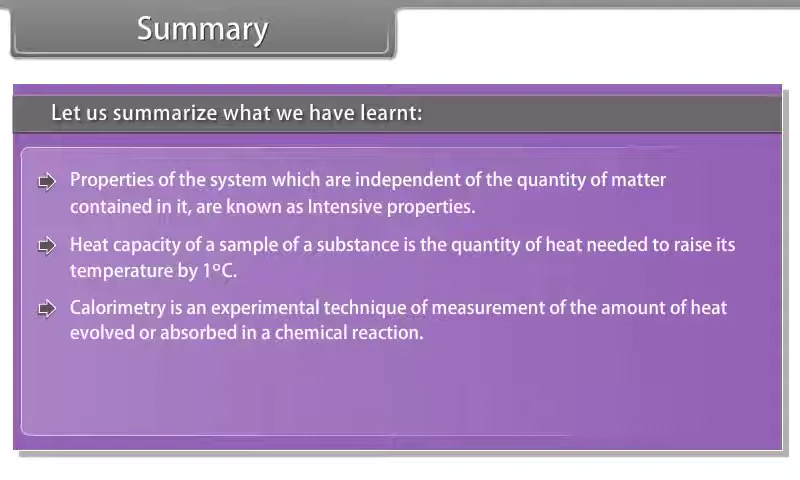 Summary
Let us summarize what we have learnt:
Properties of the system which are independent of the quantity of matter
contained in it, are known as Intensive properties.
Heat capacity of a sample of a substance is the quantity of heat needed to raise its
temperature by 1ºC.
Calorimetry is an experimental technique of measurement of the amount of heat
evolved or absorbed in a chemical reaction.